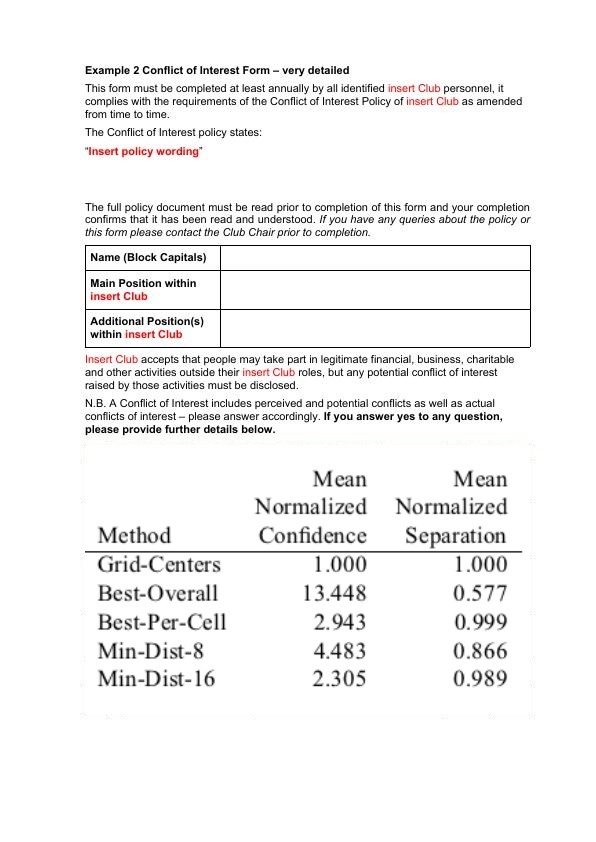 Example 2 Conflict of Interest Form – very detailed
This form must be completed at least annually by all identified insert Club personnel, it
complies with the requirements of the Conflict of Interest Policy of insert Club as amended
from time to time.
The Conflict of Interest policy states:
“Insert policy wording”
The full policy document must be read prior to completion of this form and your completion
confirms that it has been read and understood. If you have any queries about the policy or
this form please contact the Club Chair prior to completion.
Name (Block Capitals)
Main Position within
insert Club
Additional Position(s)
within insert Club
Insert Club accepts that people may take part in legitimate financial, business, charitable
and other activities outside their insert Club roles, but any potential conflict of interest
raised by those activities must be disclosed.
N.B. A Conflict of Interest includes perceived and potential conflicts as well as actual
conflicts of interest – please answer accordingly. If you answer yes to any question,
please provide further details below.
Mean Mean
Normalized Normalized
Method Confidence Separation
Grid-Centers 1.000 1.000
Best-Overall 13.448 0.577
Best-Per-Cell 2.943 0.999
Min-Dist-8 4.483 0.866
Min-Dist-16 2.305 0.989